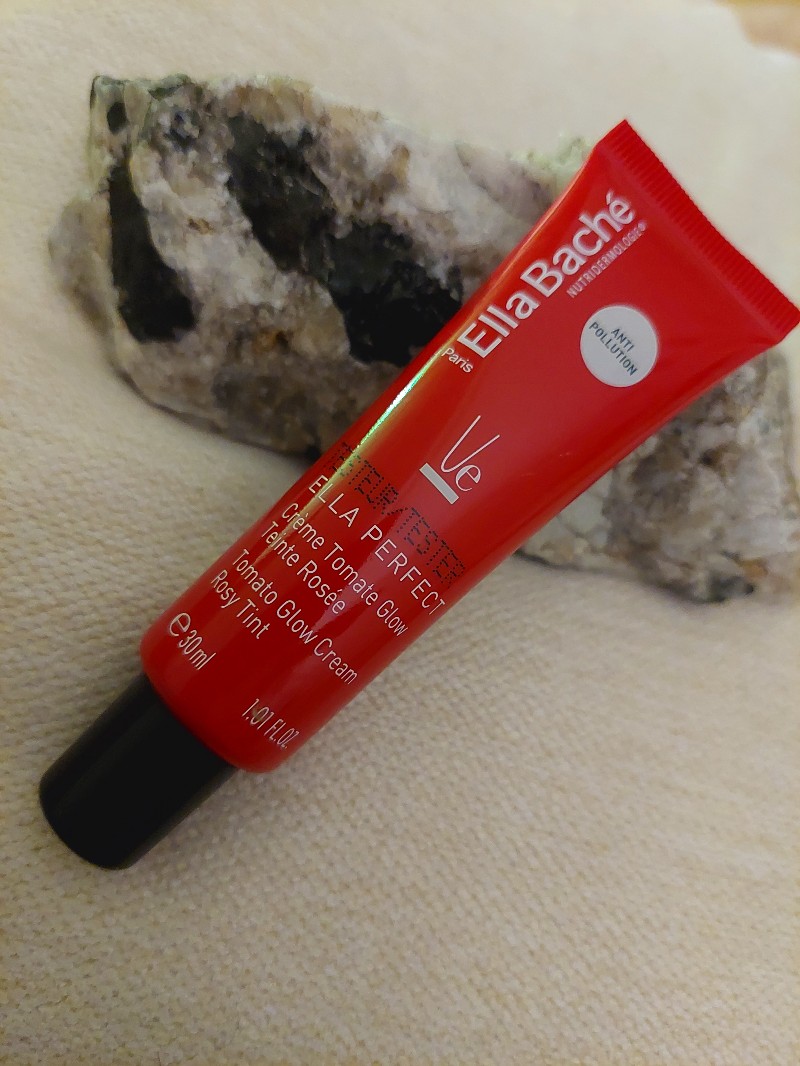 Ella Baché
Paris
NUTRIDERMOLOGIE®
ANTI
POLLUTION
Ve
TESTEUR/TESTER
ELLA PERFECT
Crème Tomate Glow
Teinte Rosée
Tomato Glow Cream
Rosy Tint
e30ml
1.01 FL.OZ.